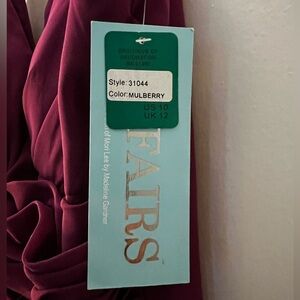 Style: 31044
Color: MULBERRY
US 10
UK 12
FAIRS
of Mori Lee by Madeline Gardner